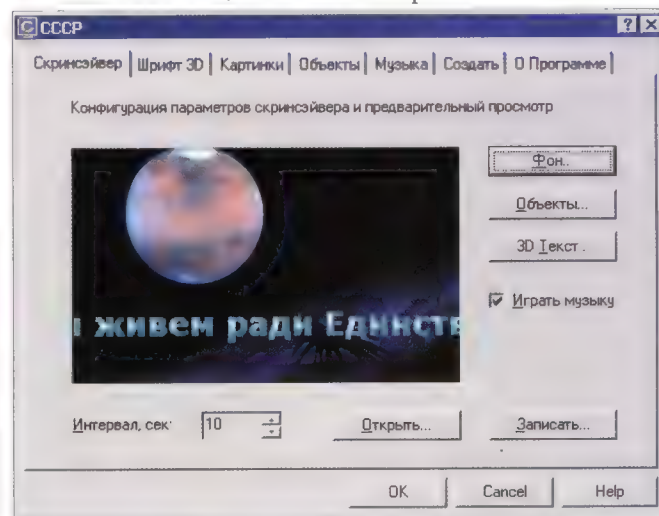 СССР
Скринсэйвер Шрифт 3D Картинки Объекты Музыка Создать О Программе
Конфигурация параметров скринсэйвера и предварительный просмотр
Фон..
Объекты...
3D Текст .
Играть музыку
живем ради
Интервал, сек: 10 Открыть... Записать...
OK Cancel Help